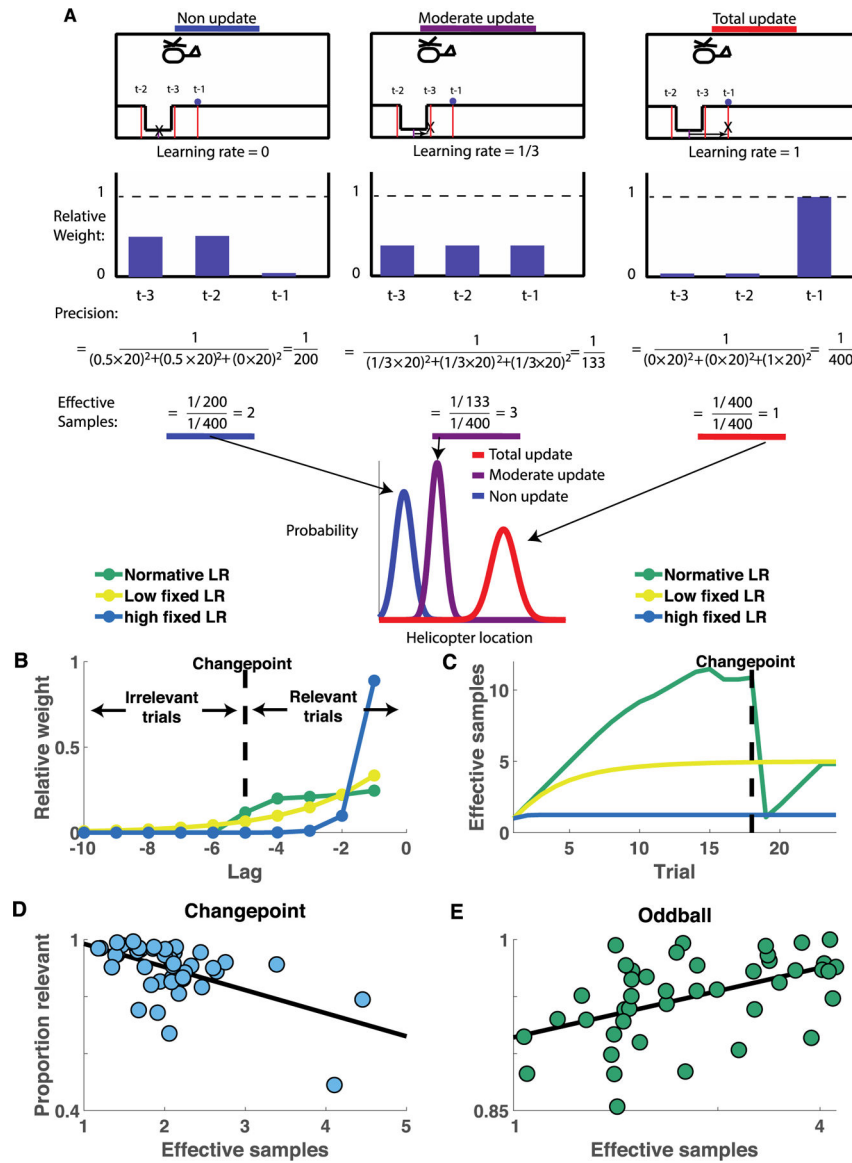 A
Non update
Moderate update
Total update
t-2 t-3 t-1
t-2 t-3 t-1
t-2 t-3 t-1
X
X
X
Learning rate = 0
Learning rate = 1/3
Learning rate = 1
1
1
1
Relative
Weight:
0
0
0
t-3 t-2 t-1
t-3 t-2 t-1
t-3 t-2 t-1
Precision:
= 1 / (0.5×20)²+(0.5×20)²+(0×20)² = 1/200
= 1 / (1/3×20)²+(1/3×20)²+(1/3×20)² = 1/133
= 1 / (0×20)²+(0×20)²+(1×20)² = 1/400
Effective
Samples:
= 1/200 / 1/400 = 2
= 1/133 / 1/400 = 3
= 1/400 / 1/400 = 1
Total update
Moderate update
Non update
Probability
Helicopter location
Normative LR
Low fixed LR
high fixed LR
Normative LR
Low fixed LR
high fixed LR
B
Changepoint
Irrelevant
trials
Relevant
trials
Relative weight
1
0.5
0
-10 -8 -6 -4 -2 0
Lag
C
Changepoint
Effective samples
10
5
0
5 10 15 20
Trial
D
Changepoint
Proportion relevant
1
0.4
1 2 3 4 5
Effective samples
E
Oddball
1
0.85
1 4
Effective samples